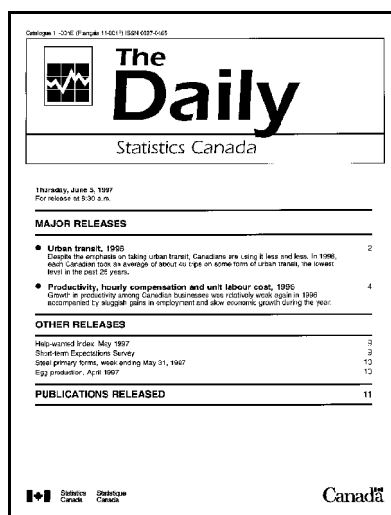 Catalogue 11-001E (Français 11-001F) ISSN 0827-0465
The
Daily
Statistics Canada
Thursday, June 5, 1997
For release at 8:30 a.m.
MAJOR RELEASES
● Urban transit, 1996 2
Despite the emphasis on taking urban transit, Canadians are using it less and less. In 1996,
each Canadian took an average of about 48 trips on some form of urban transit, the lowest
level in the past 25 years.
● Productivity, hourly compensation and unit labour cost, 1996 4
Growth in productivity among Canadian businesses was relatively weak again in 1996
accompanied by sluggish gains in employment and slow economic growth during the year.
OTHER RELEASES
Help-wanted Index, May 1997 9
Short-term Expectations Survey 9
Steel primary forms, week ending May 31, 1997 10
Egg production, April 1997 10
PUBLICATIONS RELEASED 11
Statistics Statistique
Canada Canada
Canada